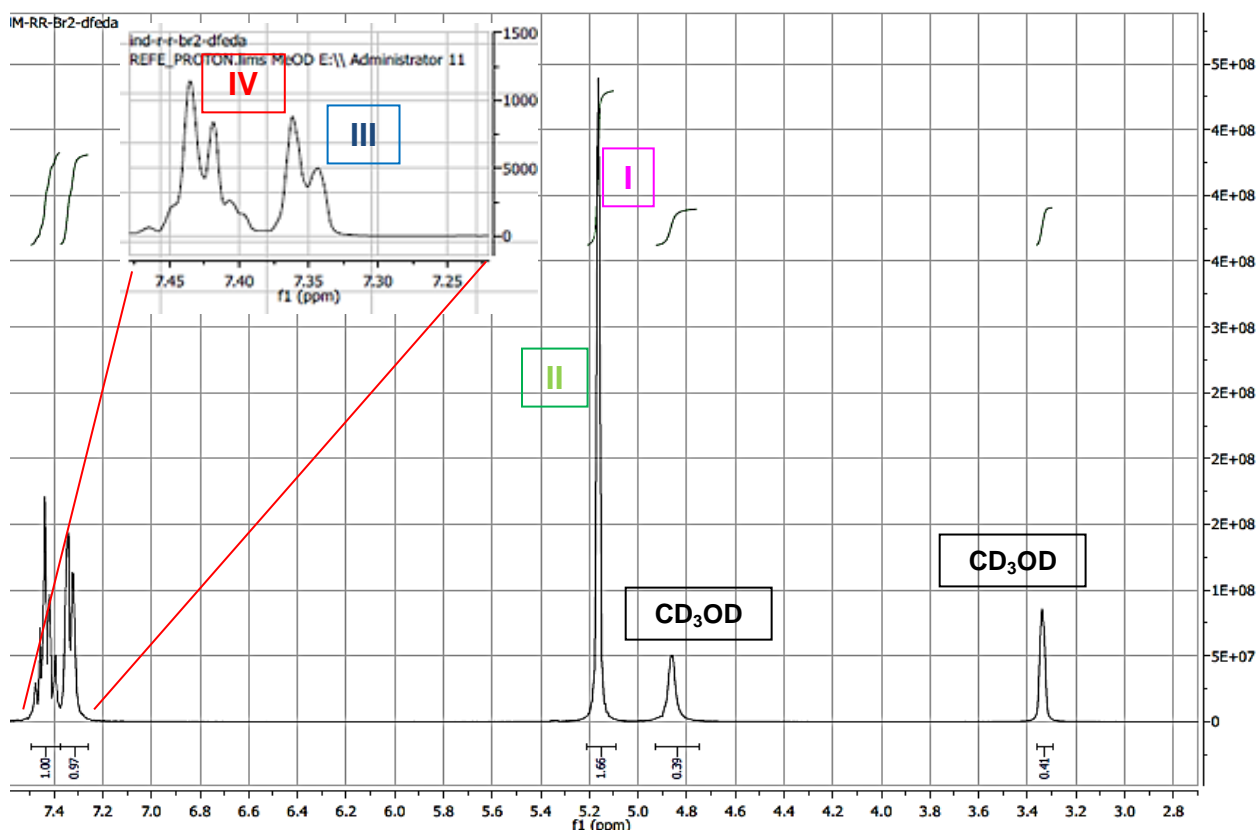 JM-RR-Br2-dfeda
ind-r-r-br2-dfeda
REFE_PROTON.lims MeOD E:\\ Administrator 11
IV
III
1500
1000
5000
0
7.45 7.40 7.35 7.30 7.25
f1 (ppm)
I
II
CD₃OD
CD₃OD
5E+08
4E+08
4E+08
4E+08
3E+08
2E+08
2E+08
2E+08
1E+08
5E+07
0
1.00
0.97
1.66
0.39
0.41
7.4 7.0 6.8 6.6 6.4 6.2 6.0 5.8 5.6 5.4 5.2 5.0 4.8 4.6 4.4 4.2 4.0 3.8 3.6 3.4 3.2 3.0 2.8
f1 (ppm)